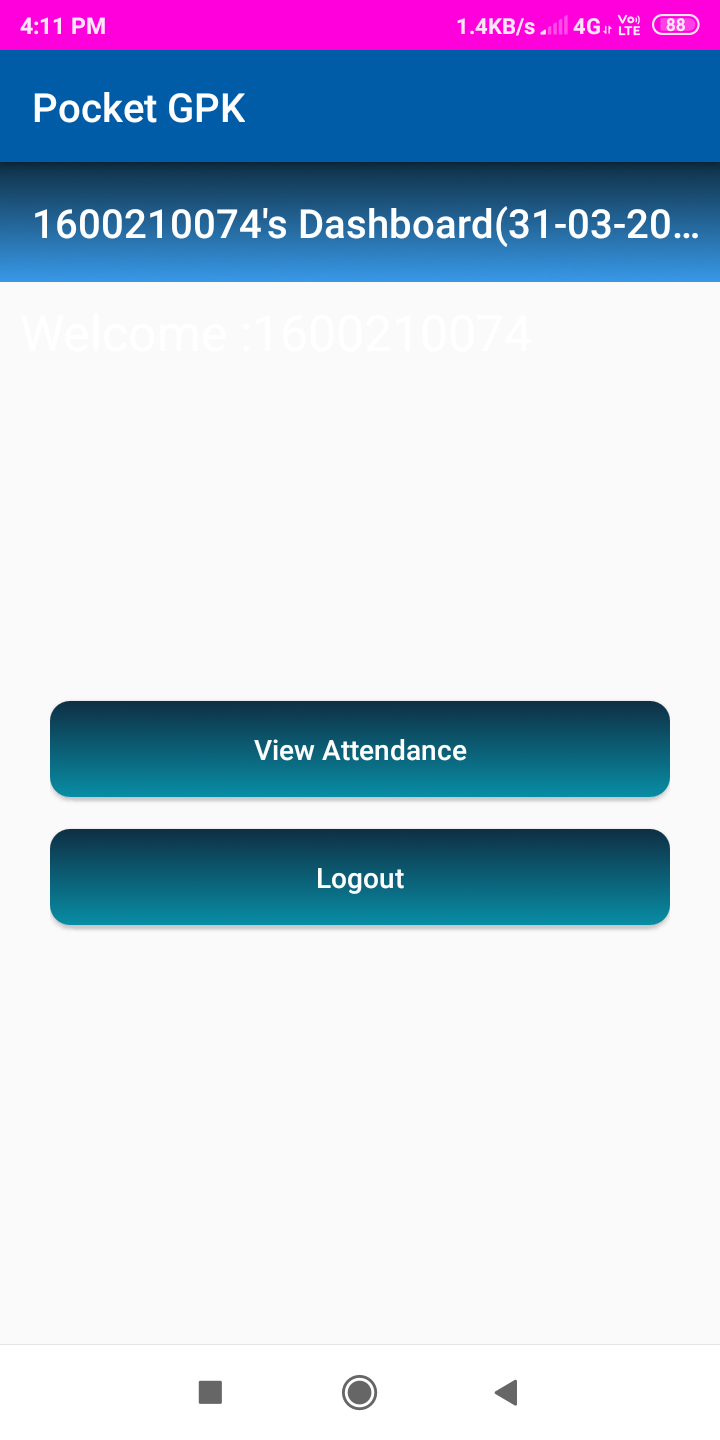 4:11 PM 1.4KB/s 4G Vo) LTE 88
Pocket GPK
1600210074's Dashboard(31-03-20...
Welcome :1600210074
View Attendance
Logout